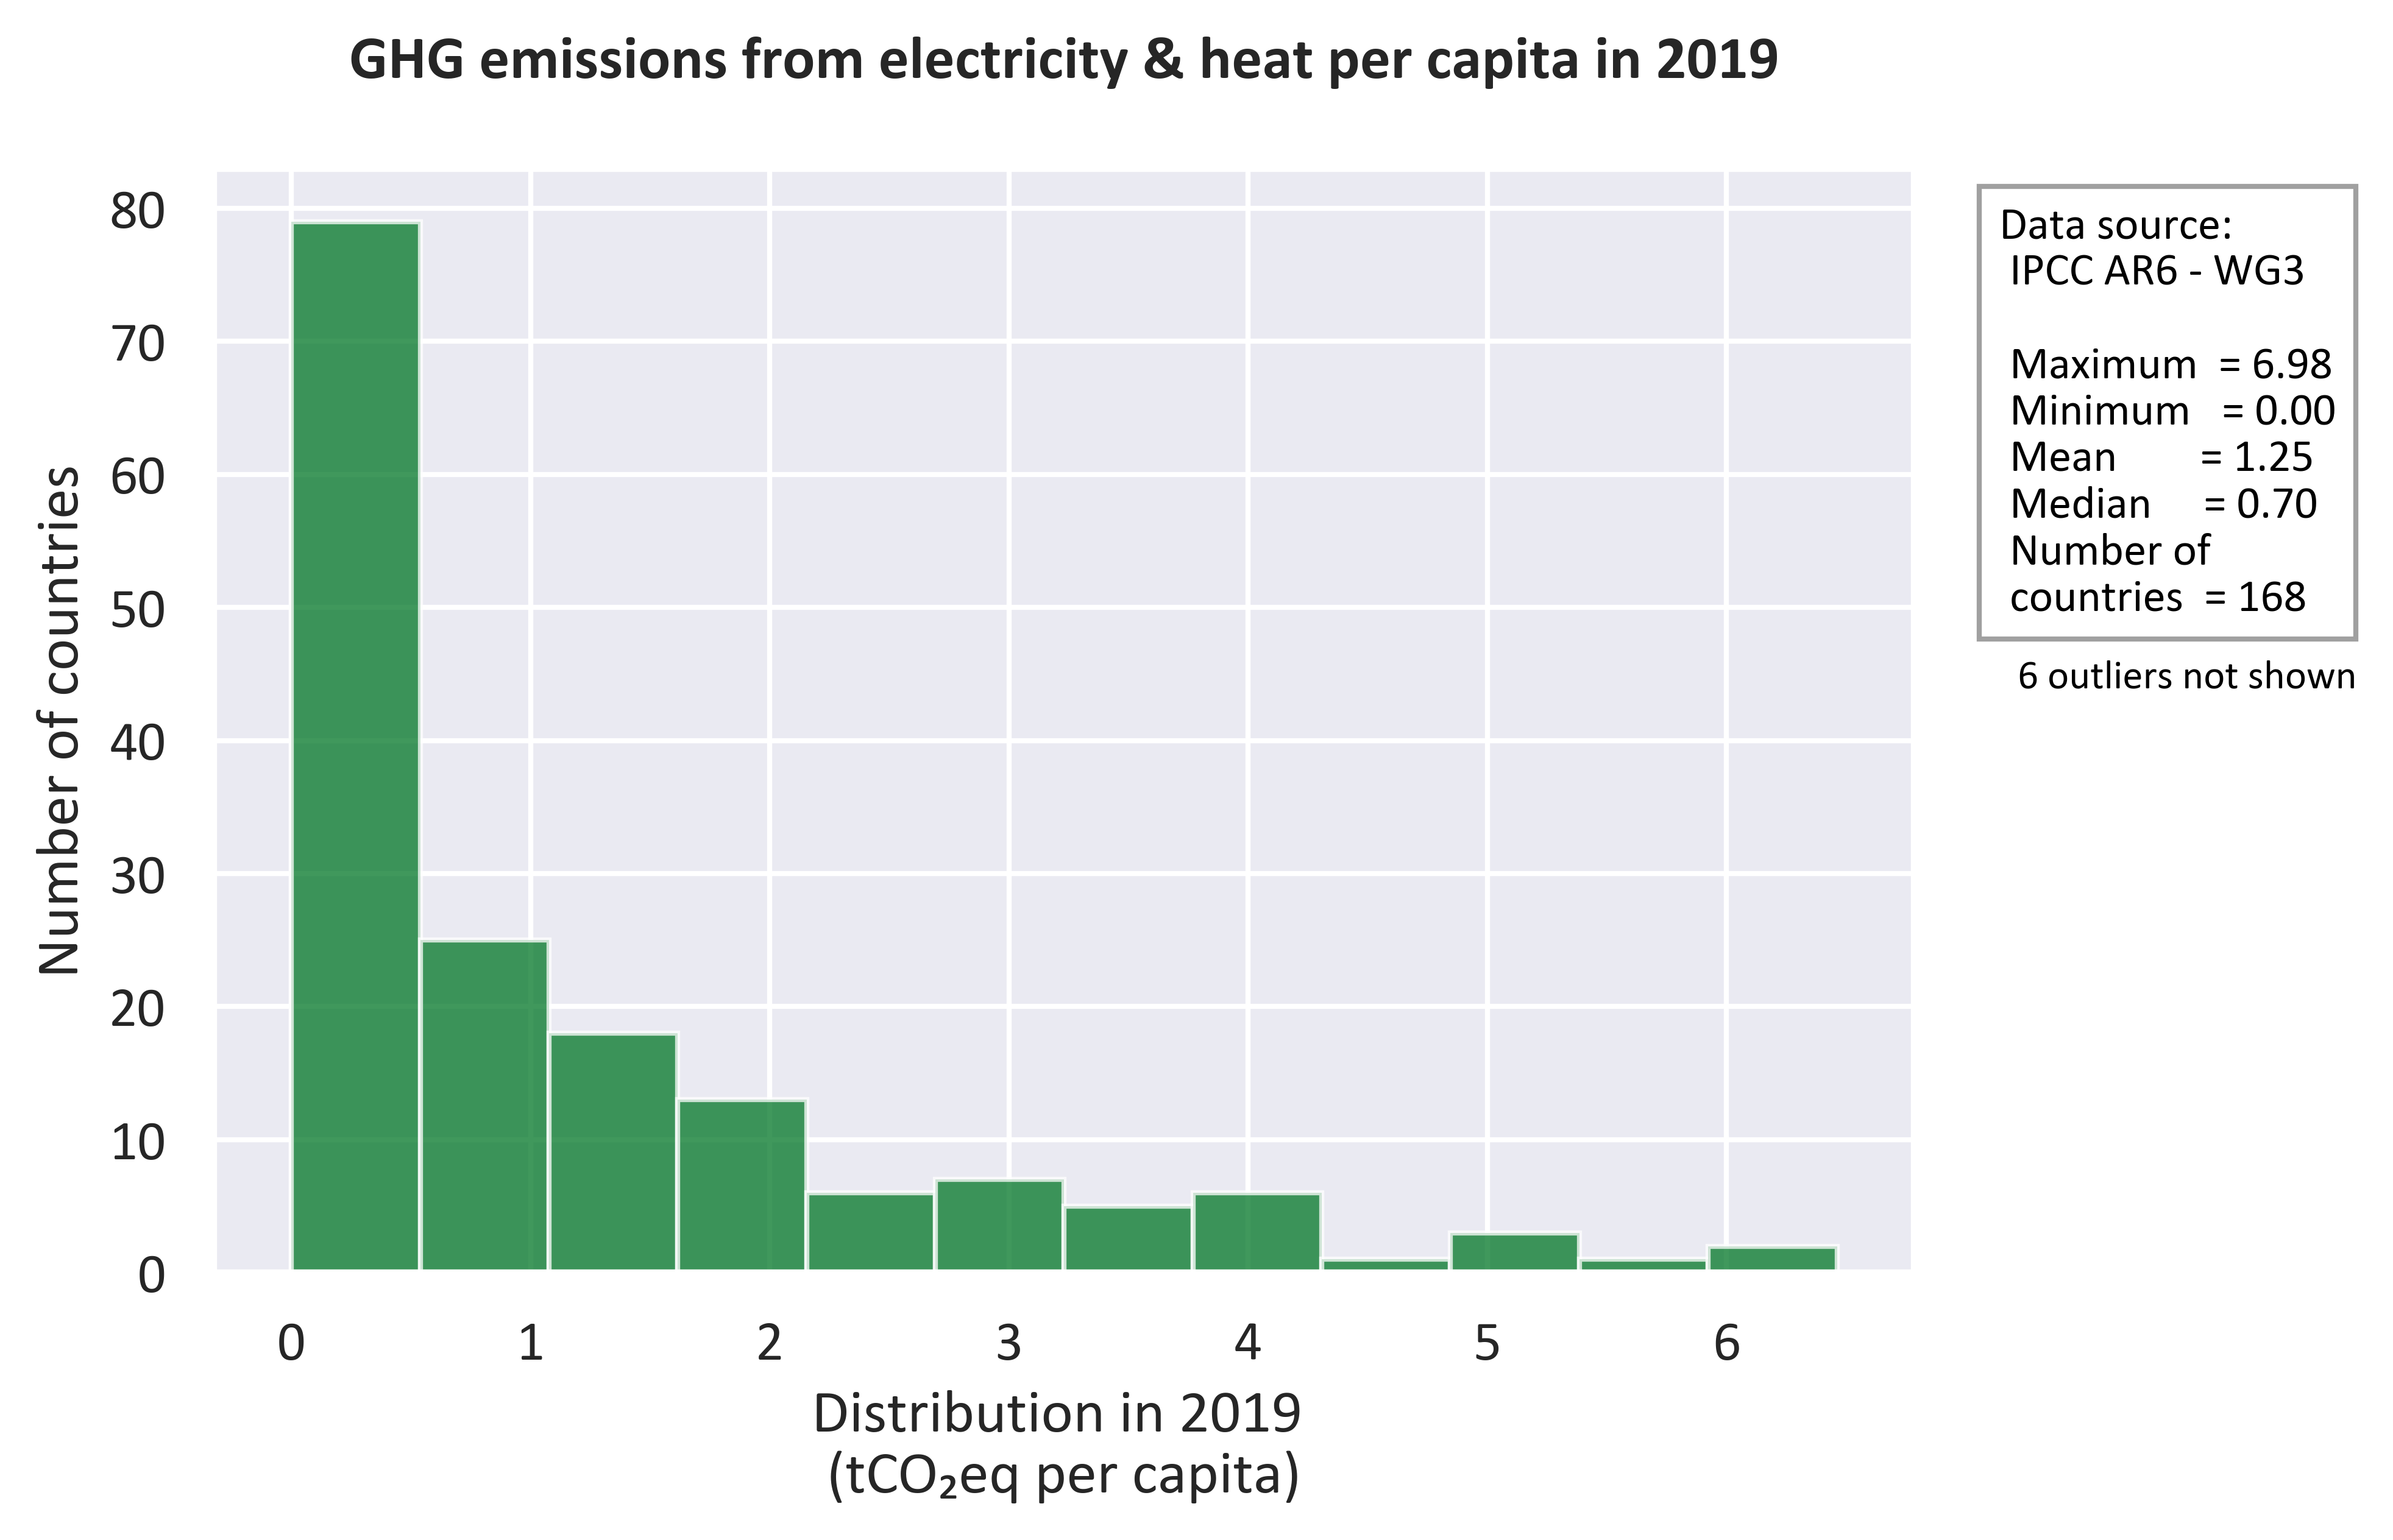 GHG emissions from electricity & heat per capita in 2019
Number of countries
80
70
60
50
40
30
20
10
0
0 1 2 3 4 5 6
Distribution in 2019
(tCO₂eq per capita)
Data source:
IPCC AR6 - WG3
Maximum = 6.98
Minimum = 0.00
Mean = 1.25
Median = 0.70
Number of
countries = 168
6 outliers not shown